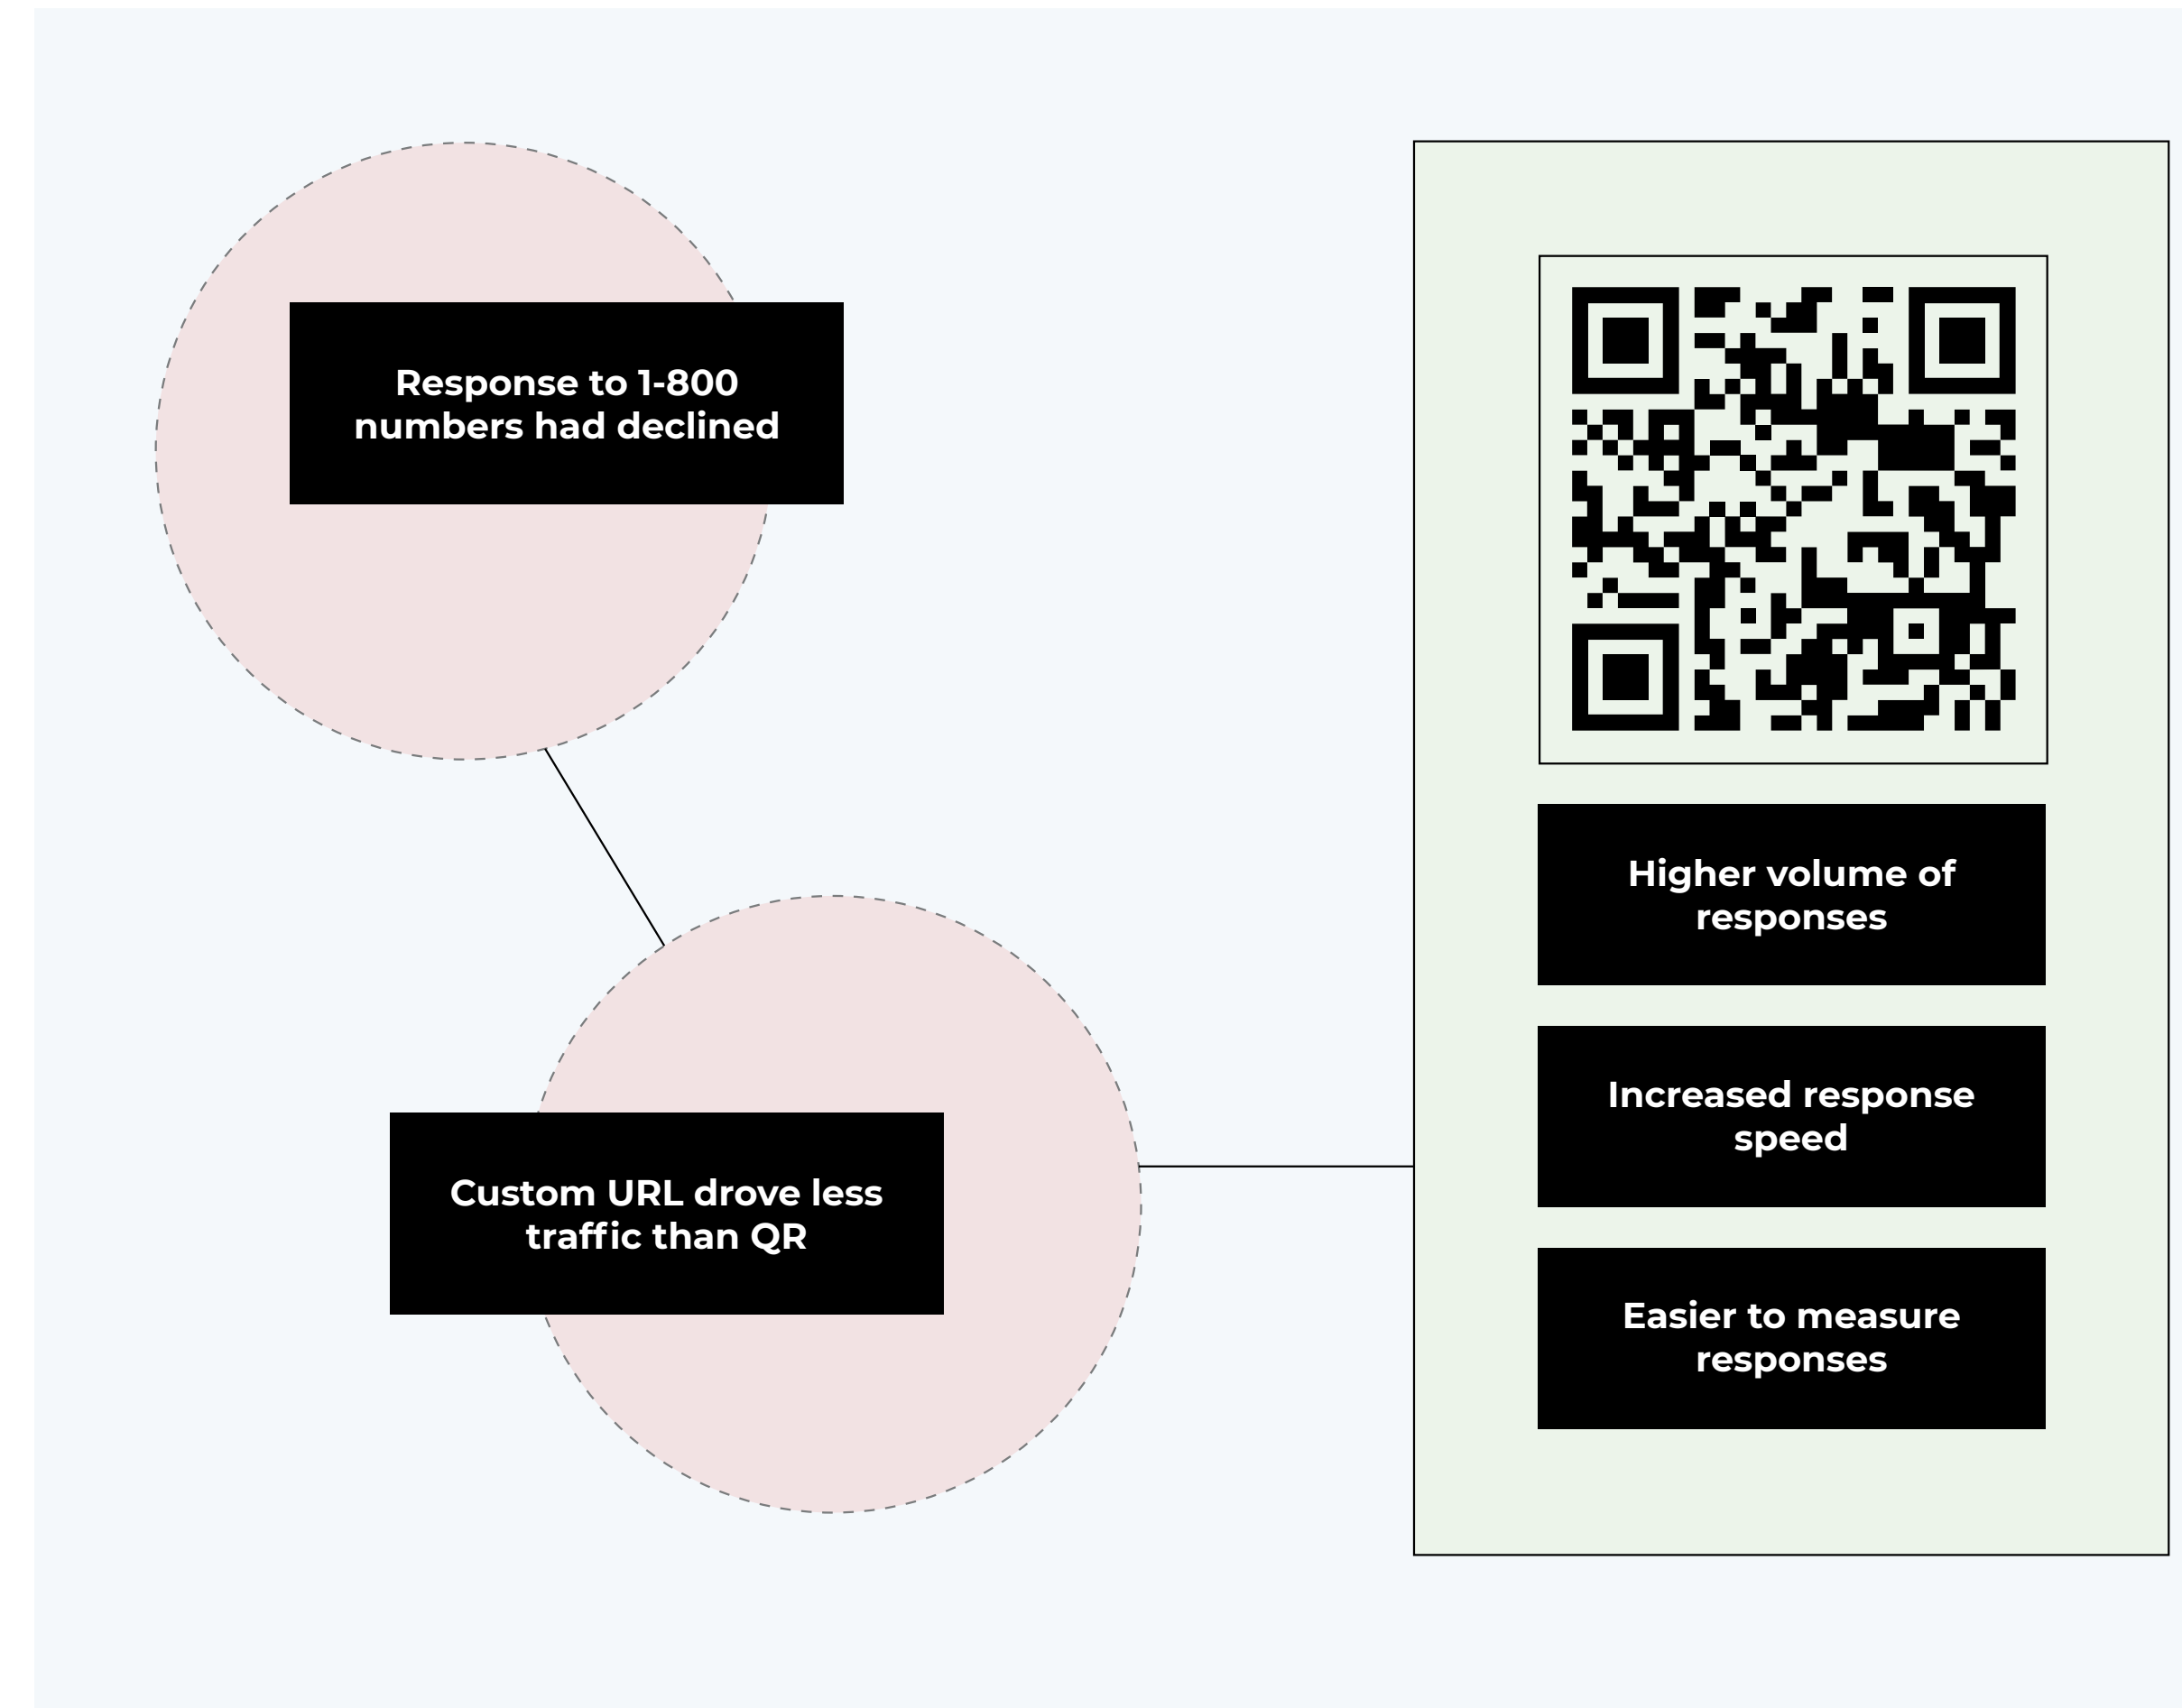 Response to 1-800
numbers had declined
Custom URL drove less
traffic than QR
Higher volume of
responses
Increased response
speed
Easier to measure
responses